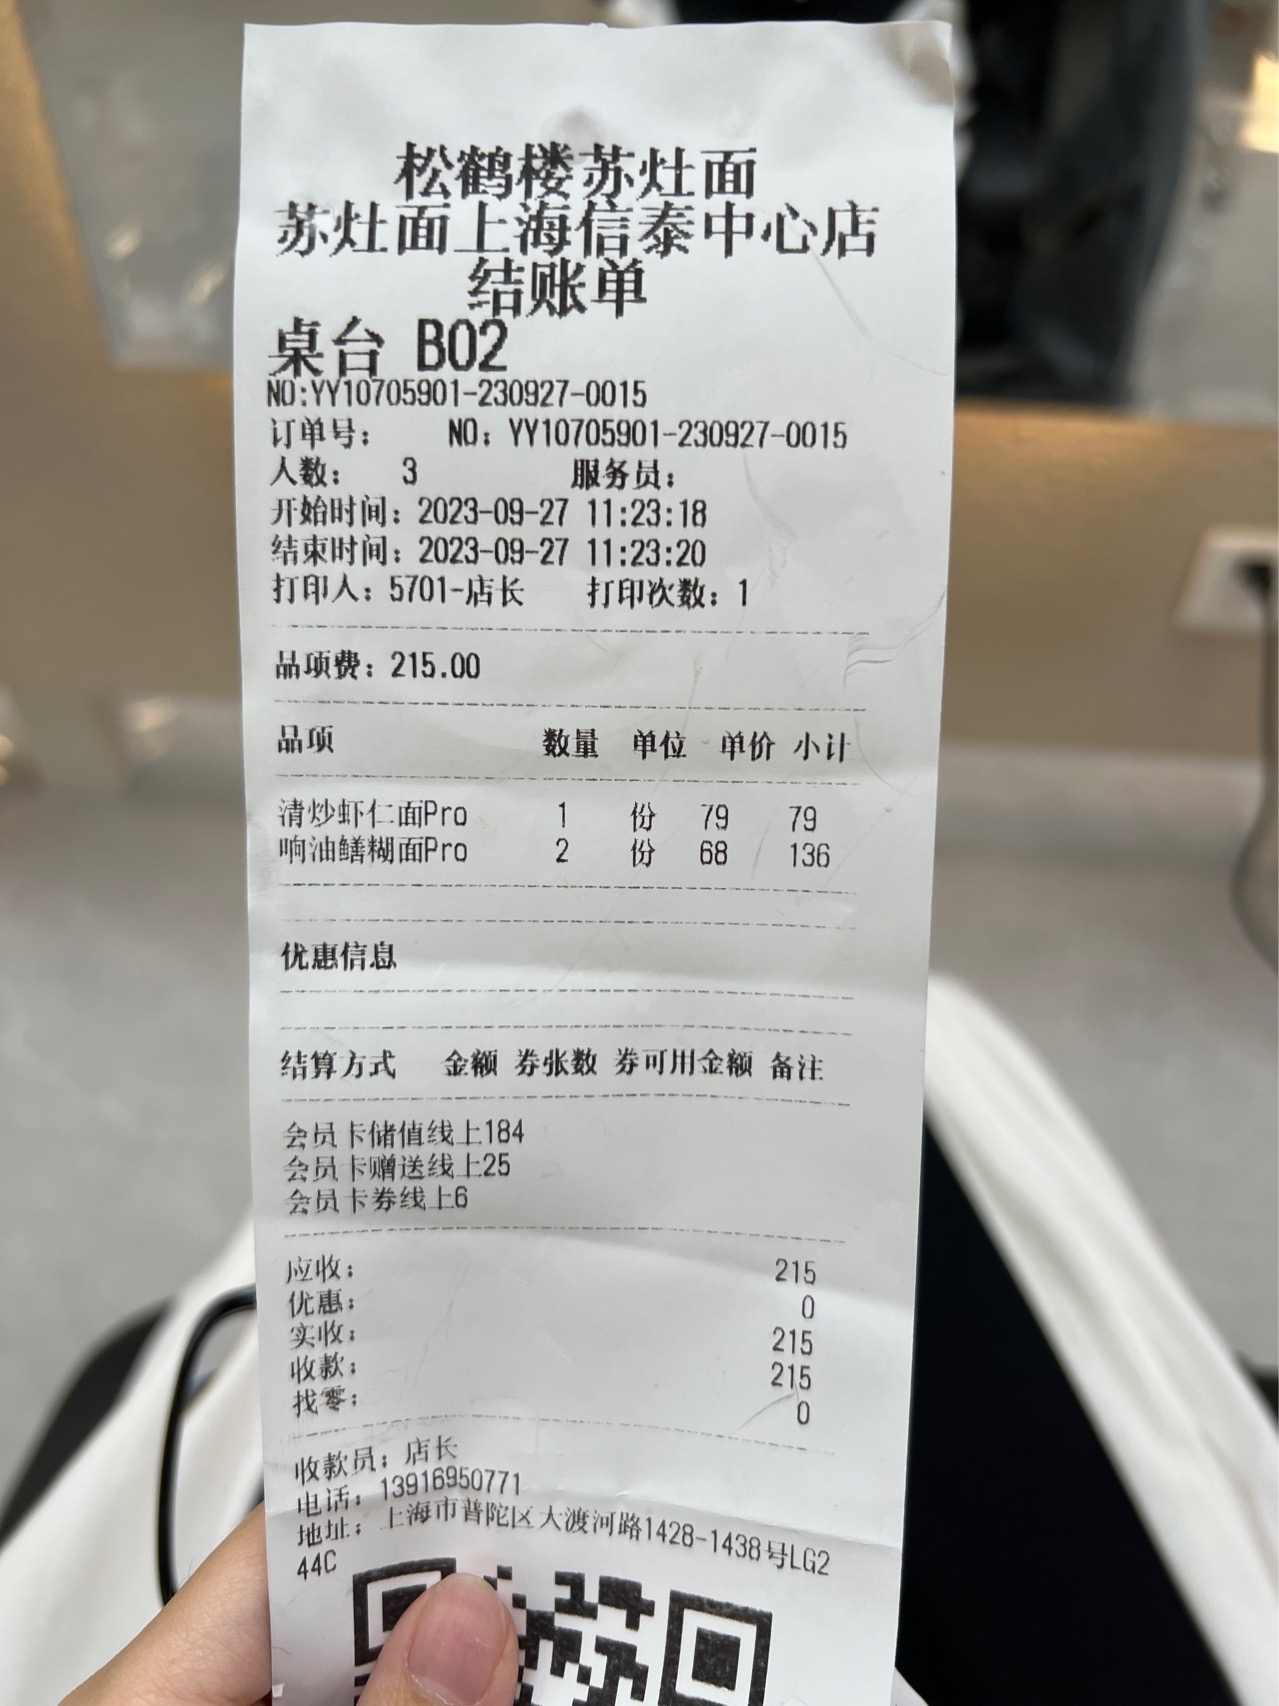 松鹤楼苏灶面
苏灶面上海信泰中心店
结账单
桌台 B02
NO:YY10705901-230927-0015
订单号: NO: YY10705901-230927-0015
人数: 3 服务员:
开始时间: 2023-09-27 11:23:18
结束时间: 2023-09-27 11:23:20
打印人: 5701-店长 打印次数: 1
品项费: 215.00
品项 数量 单位 单价 小计
清炒虾仁面Pro 1 份 79 79
响油鳝糊面Pro 2 份 68 136
优惠信息
结算方式 金额 券张数 券可用金额 备注
会员卡储值线上184
会员卡赠送线上25
会员卡券线上6
应收: 215
优惠: 0
实收: 215
收款: 215
找零: 0
收款员: 店长
电话: 13916950771
地址: 上海市普陀区大渡河路1428-1438号LG2
44C